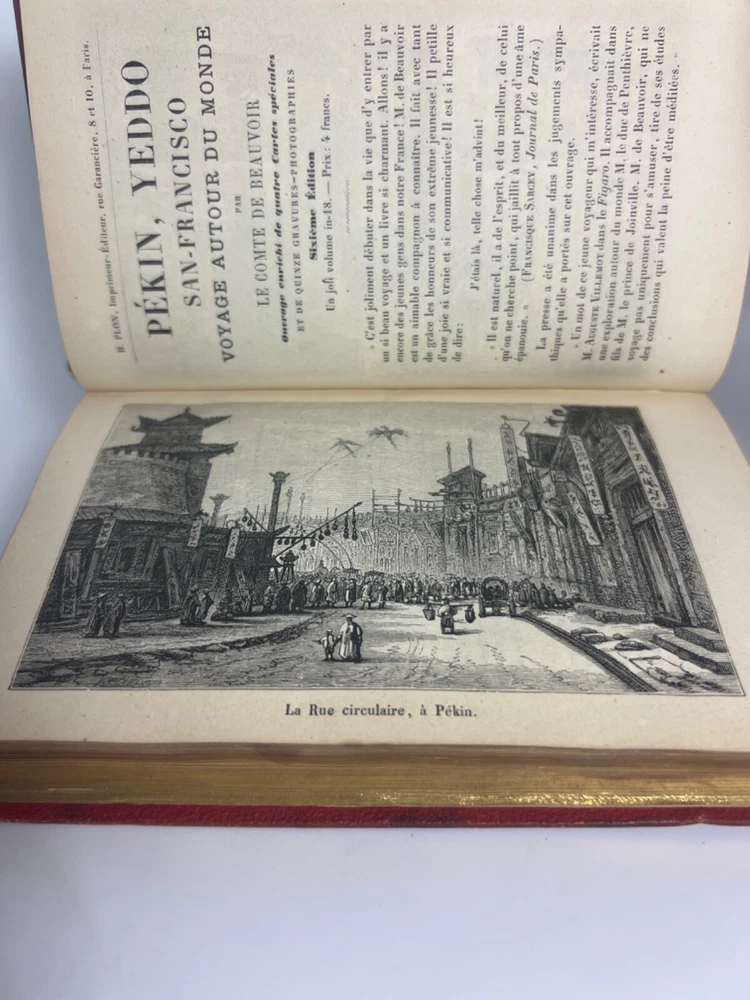 H. PLON, Imprimeur-Éditeur, rue Garancière, 8 et 10, à Paris.
PÉKIN, YEDDO
SAN-FRANCISCO
VOYAGE AUTOUR DU MONDE
PAR
LE COMTE DE BEAUVOIR
Ouvrage enrichi de quatre Cartes spéciales
ET DE QUINZE GRAVURES-PHOTOGRAPHIES
Sixième Édition
Un joli volume in-18. — Prix : 4 francs.
« C'est joliment débuter dans la vie que d'y entrer par
un si beau voyage et un livre si charmant. Allons! il y a
encore des jeunes gens dans notre France! M. de Beauvoir
est un aimable compagnon à connaître. Il fait avec tant
de grâce les honneurs de son extrême jeunesse! Il petille
d'une joie si vraie et si communicative! Il est si heureux
de dire :
J'étais là, telle chose m'advint!
« Il est naturel, il a de l'esprit, et du meilleur, de celui
qu'on ne cherche point, qui jaillit à tout propos d'une âme
épanouie. » (FRANCISQUE SARCEY, Journal de Paris.)
La presse a été unanime dans les jugements sympa-
thiques qu'elle a portés sur cet ouvrage.
« Un mot de ce jeune voyageur qui m'intéresse, écrivait
M. AUGUSTE VILLEMOT dans le Figaro. Il accompagnait dans
une exploration autour du monde M. le duc de Penthièvre,
fils de M. le prince de Joinville. M. de Beauvoir, qui ne
voyage pas uniquement pour s'amuser, tire de ses études
des conclusions qui valent la peine d'être méditées. »
La Rue circulaire, à Pékin.